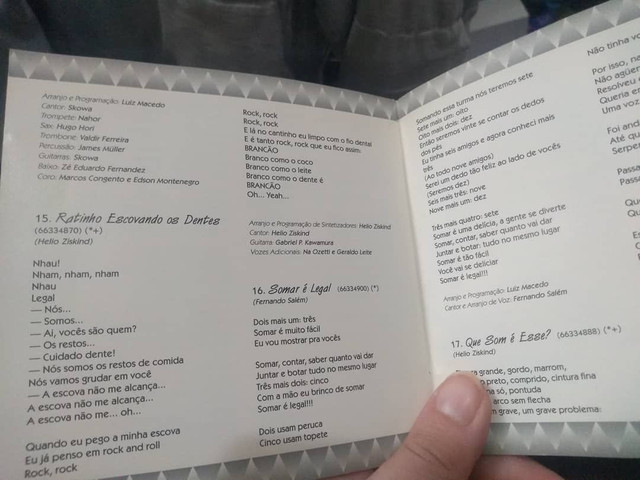 Arranjo e Programação: Luiz Macedo
Cantor: Skowa
Trompete: Nahor
Sax: Hugo Hori
Trombone: Valdir Ferreira
Percussão: James Müller
Guitarras: Skowa
Baixo: Zé Eduardo Fernandez
Coro: Marcos Congento e Edson Montenegro
15. Ratinho Escovando os Dentes
(66334870) (*+)
(Helio Ziskind)
Nhau!
Nham, nham, nham
Nhau
Legal
— Nós...
— Somos...
— Ai, vocês são quem?
— Os restos...
— Cuidado dente!
— Nós somos os restos de comida
Nós vamos grudar em você
— A escova não me alcança...
A escova não me alcança...
A escova não me... oh...
Quando eu pego a minha escova
Eu já penso em rock and roll
Rock, rock
Rock, rock
Rock, rock
E lá no cantinho eu limpo com o fio dental
E é tanto rock, rock que eu fico assim:
BRANCÃO
Branco como o coco
Branco como o leite
Branco como o dente é
BRANCÃO
Oh... Yeah...
Arranjo e Programação de Sintetizadores: Helio Ziskind
Cantor: Helio Ziskind
Guitarra: Gabriel P. Kawamura
Vozes Adicionais: Na Ozetti e Geraldo Leite
16. Somar é Legal (66334900) (*)
(Fernando Salém)
Dois mais um: três
Somar é muito fácil
Eu vou mostrar pra vocês
Somar, contar, saber quanto vai dar
Juntar e botar tudo no mesmo lugar
Três mais dois: cinco
Com a mão eu brinco de somar
Somar é legal!!!
Dois usam peruca
Cinco usam topete
Somando essa turma nós teremos sete
Sete mais um: oito
Oito mais dois: dez
Então seremos vinte se contar os dedos
dos pés
Eu tinha seis amigos e agora conheci mais
três
(Ao todo nove amigos)
Serei um dedo tão feliz ao lado de vocês
(Seremos dez)
Seis mais três: nove
Nove mais um: dez
Três mais quatro: sete
Somar é uma delícia, a gente se diverte
Somar, contar, saber quanto vai dar
Juntar e botar: tudo no mesmo lugar
Somar é tão fácil
Você vai se deliciar
Somar é legal!!!
Arranjo e Programação: Luiz Macedo
Cantor e Arranjo de Voz: Fernando Salém
17. Que Som é Esse? (66334888) (*+)
(Helio Ziskind)
grande, gordo, marrom,
preto, comprido, cintura fina
só, pontuda
arco sem flecha
grave, um grave problema:
Não tinha
Por isso,
Não
Resolveu
Queria
Uma
Foi
Até